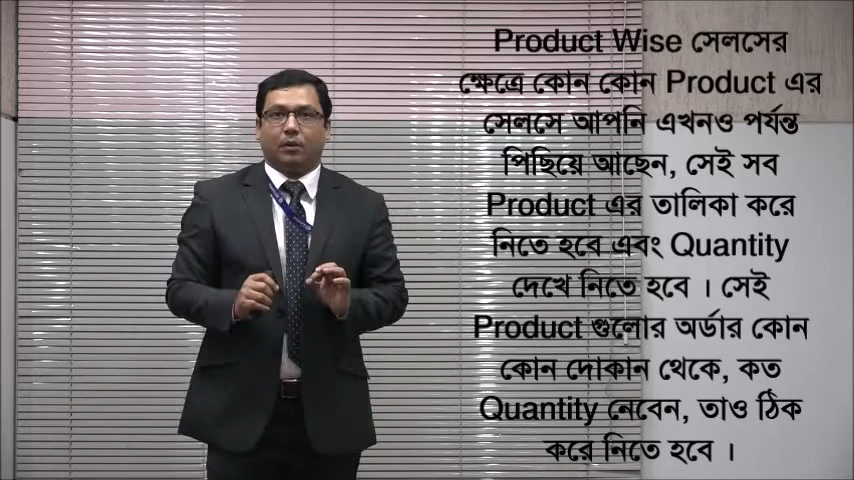 Product Wise সেলসের
ক্ষেত্রে কোন কোন Product এর
সেলসে আপনি এখনও পর্যন্ত
পিছিয়ে আছেন, সেই সব
Product এর তালিকা করে
নিতে হবে এবং Quantity
দেখে নিতে হবে । সেই
Product গুলোর অর্ডার কোন
কোন দোকান থেকে, কত
Quantity নেবেন, তাও ঠিক
করে নিতে হবে ।